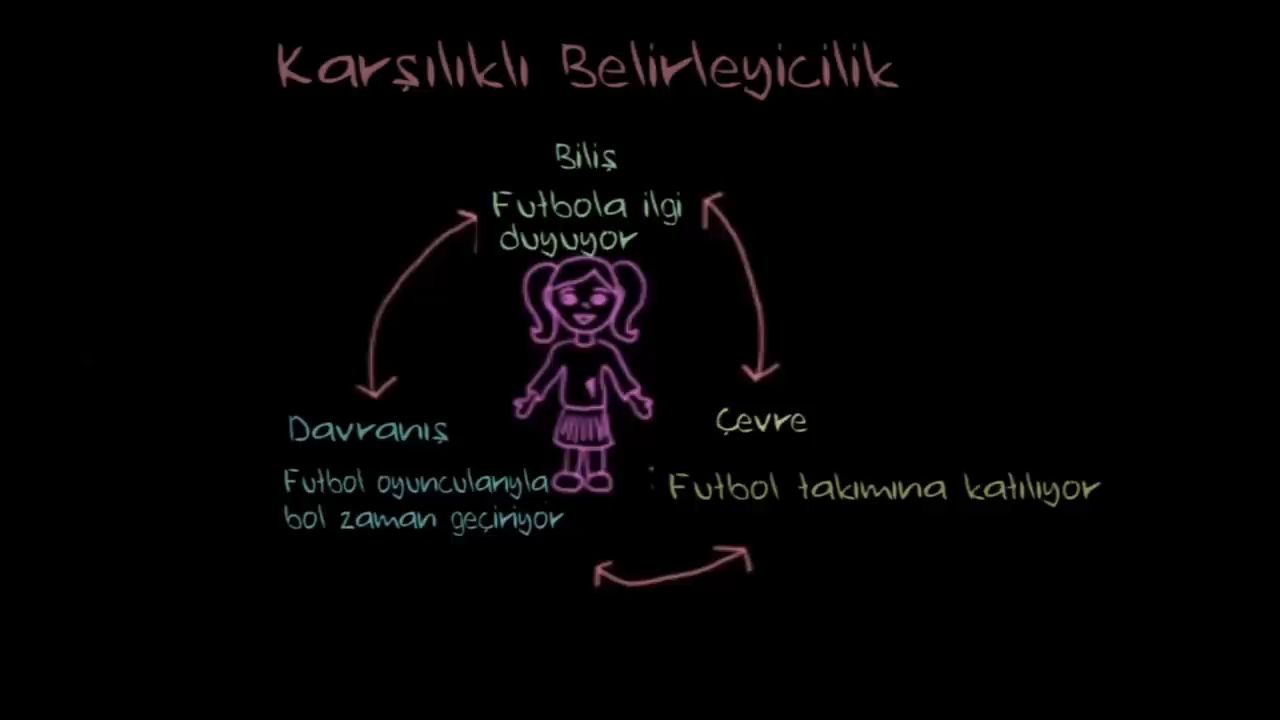 Karşılıklı Belirleyicilik
Biliş
Futbola ilgi
duyuyor
Davranış
Futbol oyuncularıyla
bol zaman geçiriyor
Çevre
Futbol takımına katılıyor